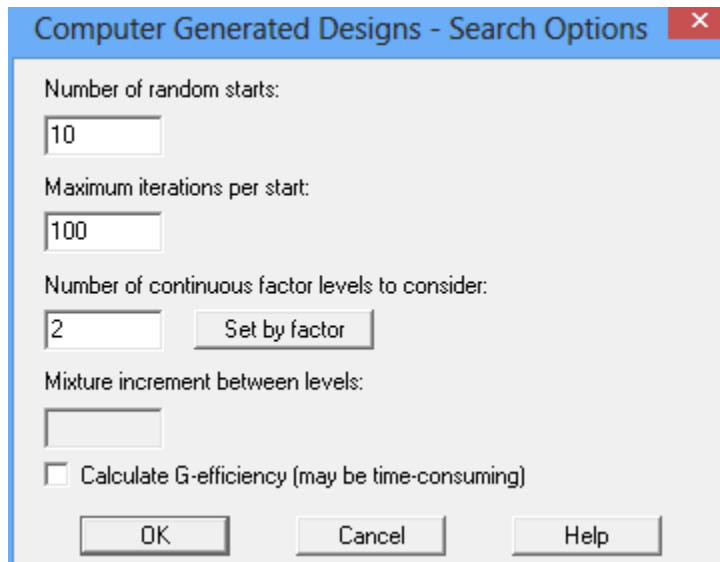 Computer Generated Designs - Search Options
Number of random starts:
10
Maximum iterations per start:
100
Number of continuous factor levels to consider:
2 Set by factor
Mixture increment between levels:
Calculate G-efficiency (may be time-consuming)
OK Cancel Help